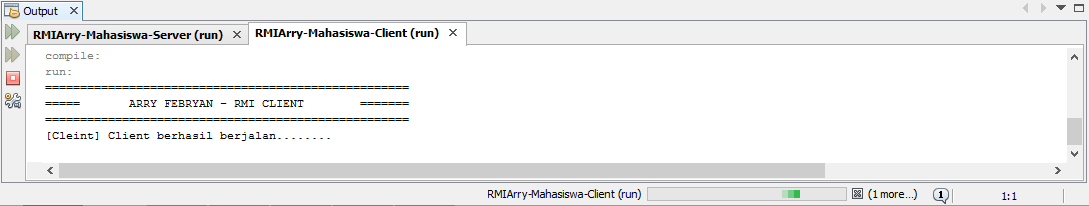 Output
RMIArry-Mahasiswa-Server (run)
RMIArry-Mahasiswa-Client (run)
compile:
run:
====================================================
===== ARRY FEBRYAN - RMI CLIENT =======
====================================================
[Cleint] Client berhasil berjalan........
RMIArry-Mahasiswa-Client (run)
(1 more...)
1
1:1